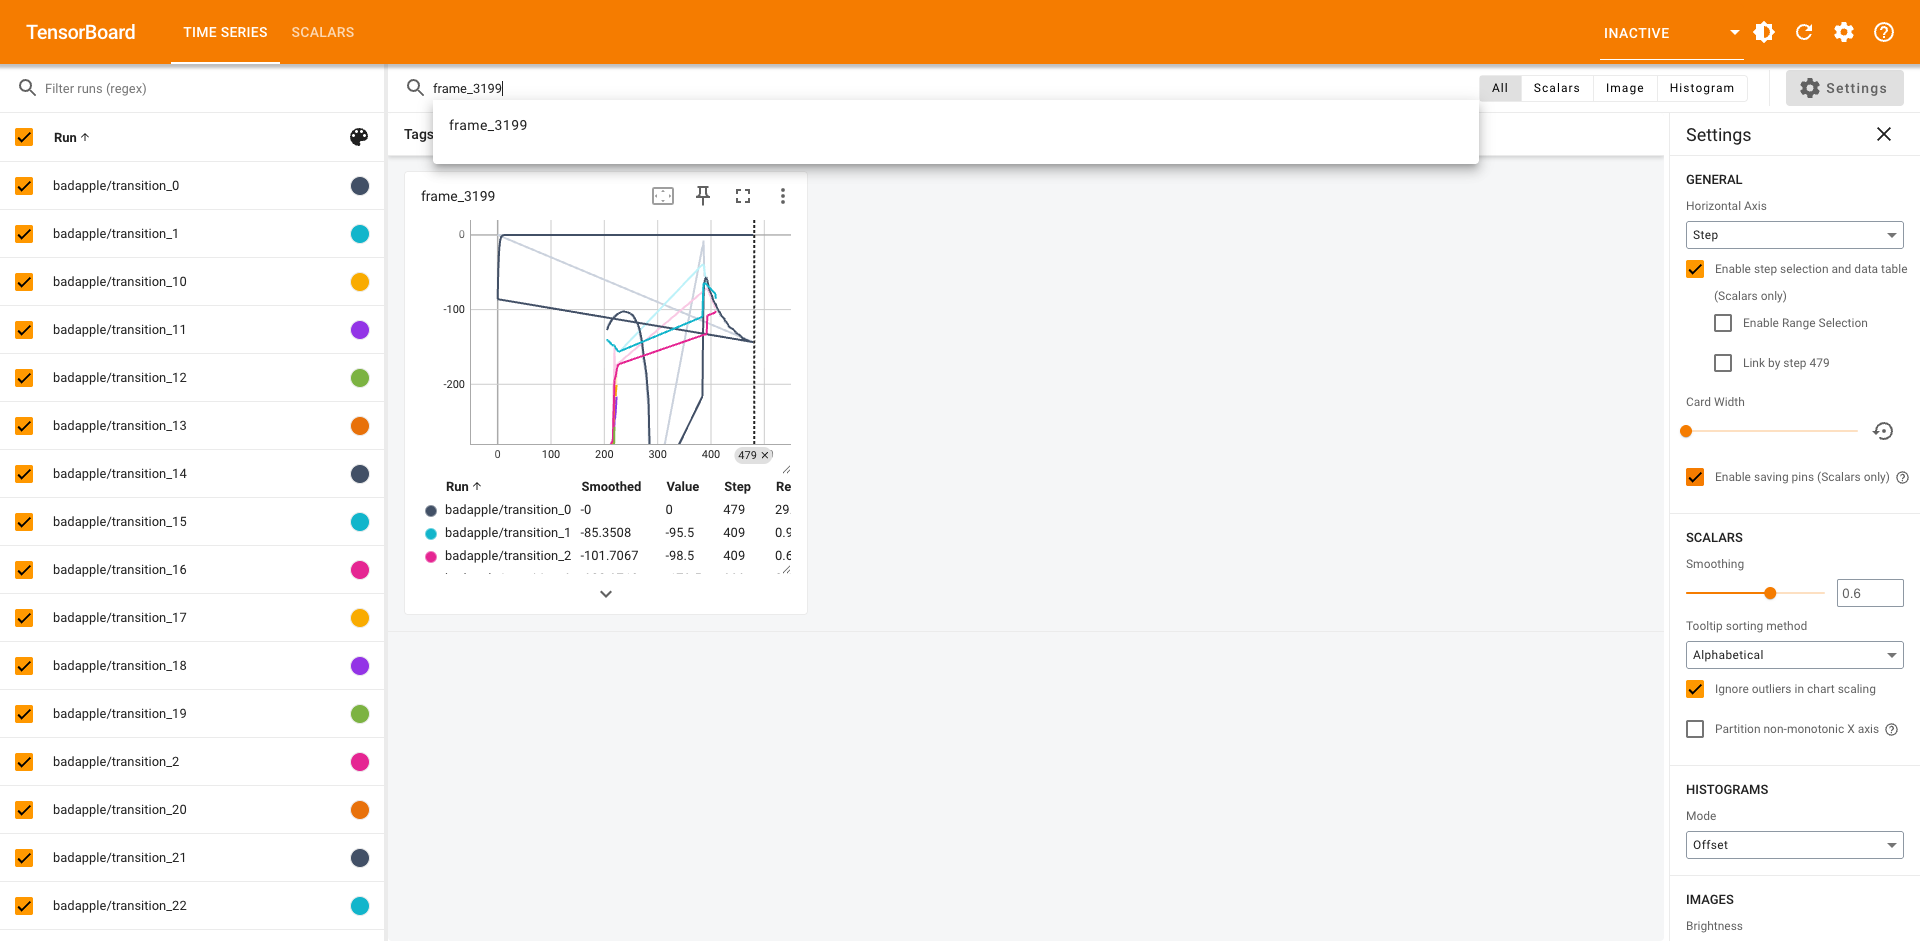 TensorBoard
TIME SERIES
SCALARS
INACTIVE
Filter runs (regex)
frame_3199
All
Scalars
Image
Histogram
Settings
frame_3199
Tags
Run
badapple/transition_0
badapple/transition_1
badapple/transition_10
badapple/transition_11
badapple/transition_12
badapple/transition_13
badapple/transition_14
badapple/transition_15
badapple/transition_16
badapple/transition_17
badapple/transition_18
badapple/transition_19
badapple/transition_2
badapple/transition_20
badapple/transition_21
badapple/transition_22
frame_3199
0
-100
-200
0 100 200 300 400 479
Run Smoothed Value Step Re
badapple/transition_0 -0 0 479 29.
badapple/transition_1 -85.3508 -95.5 409 0.9
badapple/transition_2 -101.7067 -98.5 409 0.6
Settings
GENERAL
Horizontal Axis
Step
Enable step selection and data table
(Scalars only)
Enable Range Selection
Link by step 479
Card Width
Enable saving pins (Scalars only)
SCALARS
Smoothing
0.6
Tooltip sorting method
Alphabetical
Ignore outliers in chart scaling
Partition non-monotonic X axis
HISTOGRAMS
Mode
Offset
IMAGES
Brightness